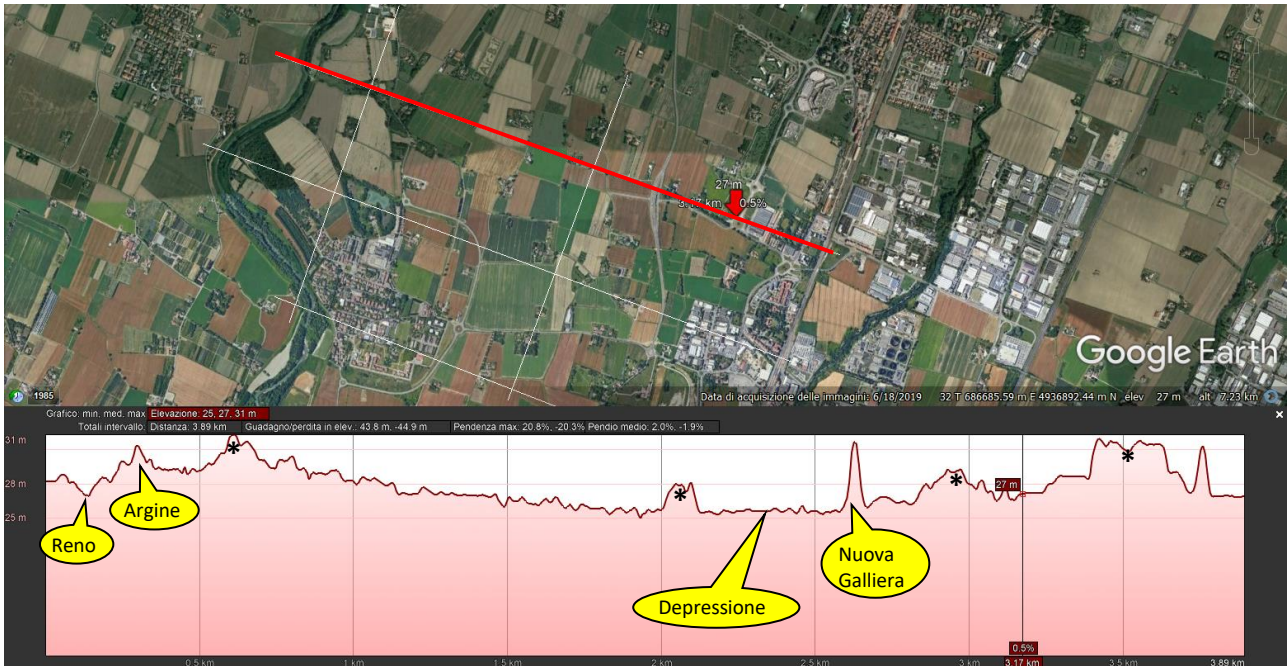 27 m
3.17 km 0.5%
Google Earth
1985
Data di acquisizione delle immagini: 6/18/2019 32 T 686685.59 m E 4936892.44 m N elev 27 m alt 7.23 km
Grafico: min. med. max Elevazione: 25, 27, 31 m
Totali intervallo: Distanza: 3.89 km Guadagno/perdita in elev.: 43.8 m, -44.9 m Pendenza max. 20.8%, -20.3% Pendio medio: 2.0%, -1.9%
31 m
28 m
25 m
*
*
*
*
27 m
Argine
Reno
Nuova
Galliera
Depressione
0.5%
0.5 km
1 km
1.5 km
2 km
2.5 km
3 km
3.17 km
3.5 km
3.89 km